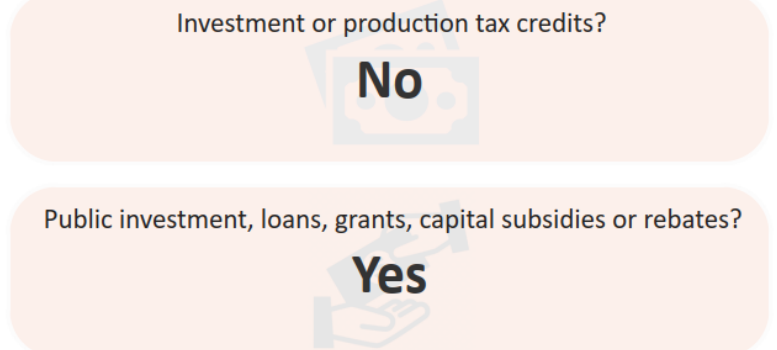 Investment or production tax credits?
No
Public investment, loans, grants, capital subsidies or rebates?
Yes